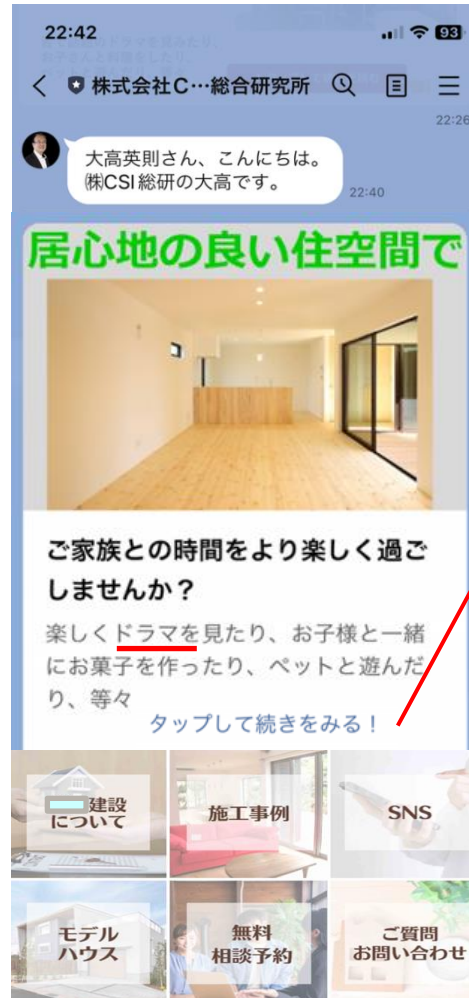 22:42
93
株式会社C…総合研究所
22:26
大高英則さん、こんにちは。
㈱CSI総研の大高です。
22:40
居心地の良い住空間で
ご家族との時間をより楽しく過ご
しませんか？
楽しくドラマを見たり、お子様と一緒
にお菓子を作ったり、ペットと遊んだ
り、等々
タップして続きをみる！
建設
について
施工事例
SNS
モデル
ハウス
無料
相談予約
ご質問
お問い合わせ